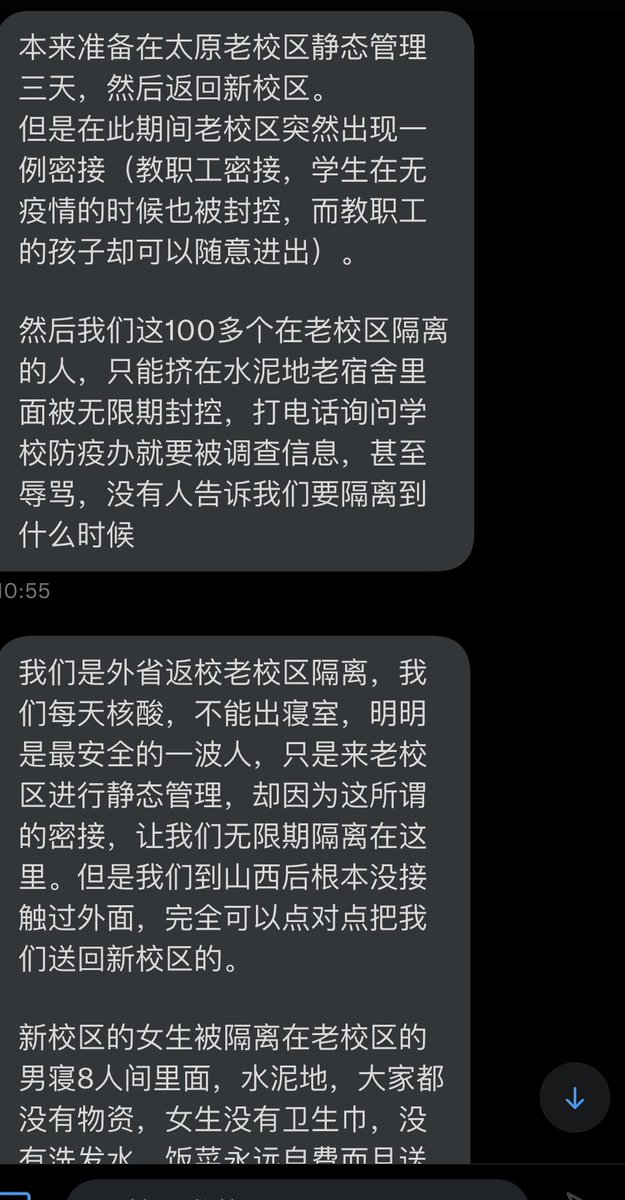 本来准备在太原老校区静态管理
三天，然后返回新校区。
但是在此期间老校区突然出现一
例密接（教职工密接，学生在无
疫情的时候也被封控，而教职工
的孩子却可以随意进出）。
然后我们这100多个在老校区隔离
的人，只能挤在水泥地老宿舍里
面被无限期封控，打电话询问学
校防疫办就要被调查信息，甚至
辱骂，没有人告诉我们要隔离到
什么时候
10:55
我们是外省返校老校区隔离，我
们每天核酸，不能出寝室，明明
是最安全的一波人，只是来老校
区进行静态管理，却因为这所谓
的密接，让我们无限期隔离在这
里。但是我们到山西后根本没接
触过外面，完全可以点对点把我
们送回新校区的。
新校区的女生被隔离在老校区的
男寝8人间里面，水泥地，大家都
没有物资，女生没有卫生巾，没
有洗发水，饭菜永远自费而且送